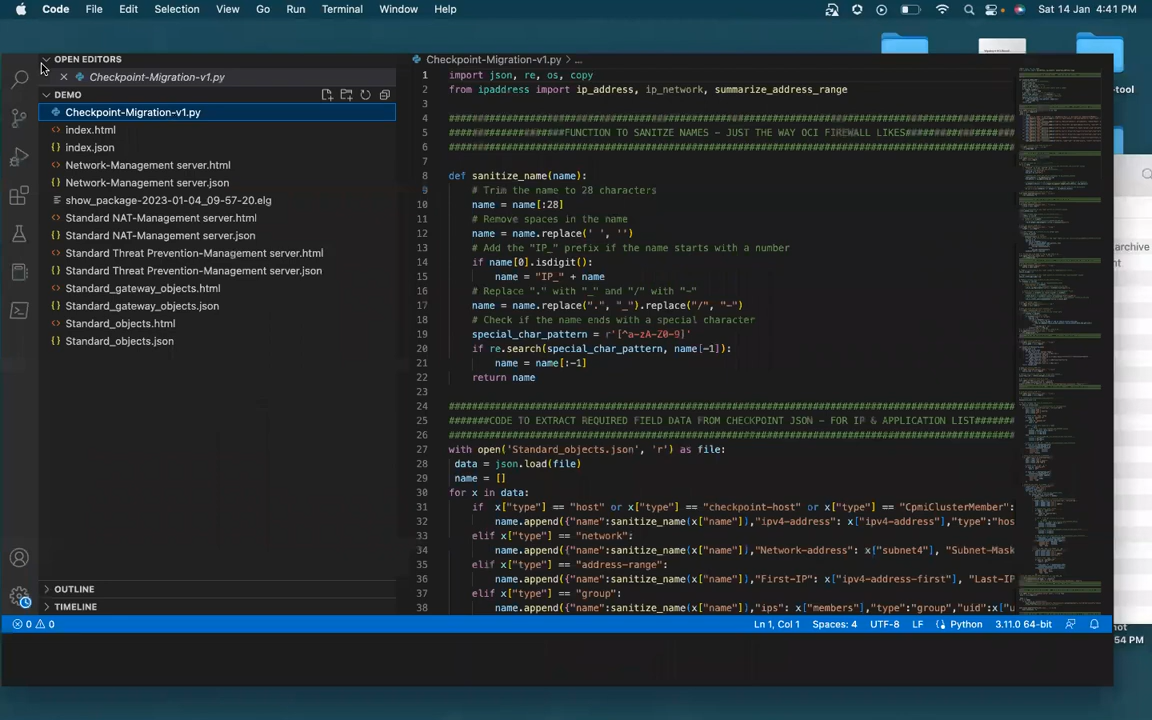 Code File Edit Selection View Go Run Terminal Window Help Sat 14 Jan 4:41 PM
OPEN EDITORS
Checkpoint-Migration-v1.py
DEMO
Checkpoint-Migration-v1.py
index.html
index.json
Network-Management server.html
Network-Management server.json
show_package-2023-01-04_09-57-20.elg
Standard NAT-Management server.html
Standard NAT-Management server.json
Standard Threat Prevention-Management server.html
Standard Threat Prevention-Management server.json
Standard_gateway_objects.html
Standard_gateway_objects.json
Standard_objects.html
Standard_objects.json
OUTLINE
TIMELINE
Checkpoint-Migration-v1.py > ...
1 import json, re, os, copy
2 from ipaddress import ip_address, ip_network, summarize_address_range
3
4 ####################################################################################################
5 ####################FUNCTION TO SANITZE NAMES - JUST THE WAY OCI FIREWALL LIKES###################
6 ####################################################################################################
7
8 def sanitize_name(name):
9 # Trim the name to 28 characters
10 name = name[:28]
11 # Remove spaces in the name
12 name = name.replace(' ', '')
13 # Add the "IP_" prefix if the name starts with a number
14 if name[0].isdigit():
15 name = "IP_" + name
16 # Replace "." with "_" and "/" with "-"
17 name = name.replace(".", "_").replace("/", "-")
18 # Check if the name ends with a special character
19 special_char_pattern = r'[^a-zA-Z0-9]'
20 if re.search(special_char_pattern, name[-1]):
21 name = name[:-1]
22 return name
23
24 ####################################################################################################
25 #######CODE TO EXTRACT REQUIRED FIELD DATA FROM CHECKPOINT JSON - FOR IP & APPLICATION LIST#######
26 ####################################################################################################
27 with open('Standard_objects.json', 'r') as file:
28 data = json.load(file)
29 name = []
30 for x in data:
31 if x["type"] == "host" or x["type"] == "checkpoint-host" or x["type"] == "CpmiClusterMember":
32 name.append({"name":sanitize_name(x["name"]),"ipv4-address": x["ipv4-address"],"type":"hos
33 elif x["type"] == "network":
34 name.append({"name":sanitize_name(x["name"]),"Network-address": x["subnet4"], "Subnet-Mask
35 elif x["type"] == "address-range":
36 name.append({"name":sanitize_name(x["name"]),"First-IP": x["ipv4-address-first"], "Last-IP
37 elif x["type"] == "group":
38 name.append({"name":sanitize_name(x["name"]),"ips": x["members"],"type":"group","uid":x["u
0 0 Ln 1, Col 1 Spaces: 4 UTF-8 LF Python 3.11.0 64-bit
-tool
archive
54 PM